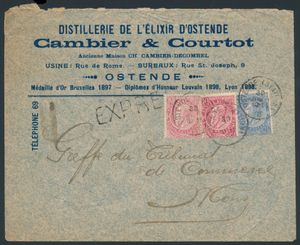 DISTILLERIE DE L'ÉLIXIR D'OSTENDE
Cambier & Courtot
Ancienne Maison CH. CAMBIER-DECOMBEL
USINE: Rue de Rome. - BUREAUX: Rue St. Joseph, 9
OSTENDE
Médaille d'Or Bruxelles 1897 - Diplômes d'Honneur Louvain 1898, Lyon 1898.
TÉLÉPHONE 69
EXPRES
Greffe du Tribunal
de Commerce
Mons